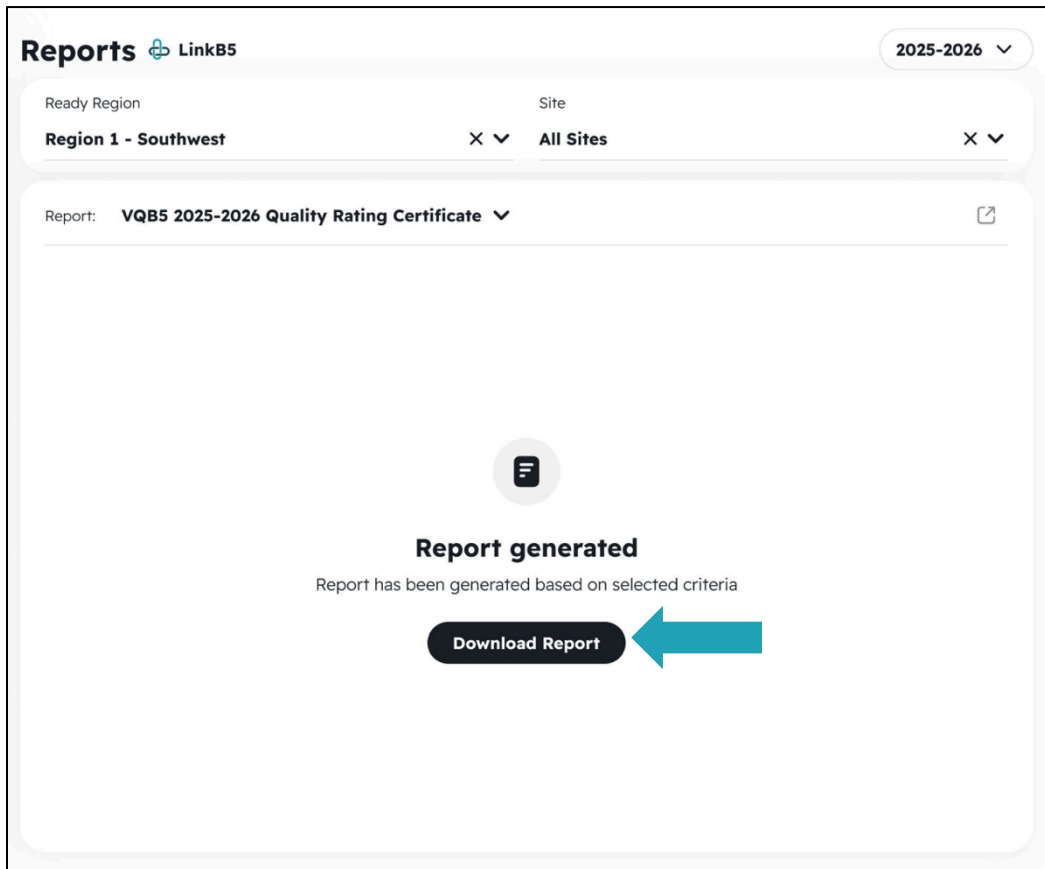 Reports LinkB5
2025-2026
Ready Region
Site
Region 1 - Southwest
All Sites
Report: VQB5 2025-2026 Quality Rating Certificate
Report generated
Report has been generated based on selected criteria
Download Report